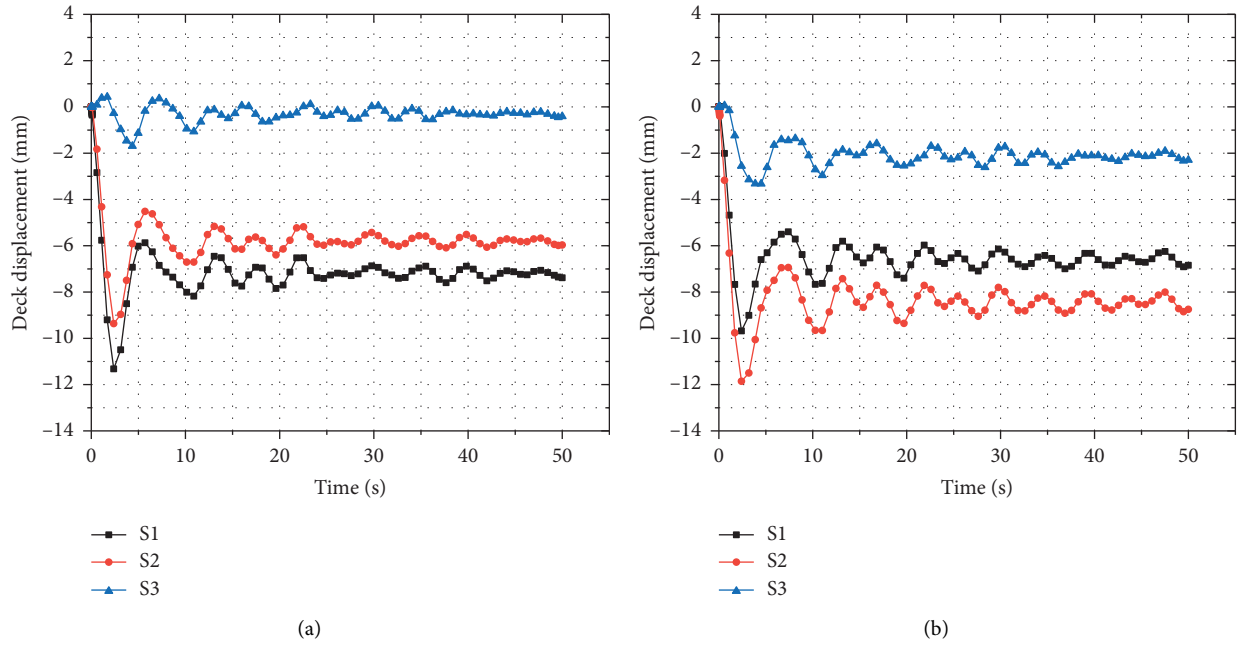 4
2
0
–2
–4
–6
–8
–10
–12
–14
Deck displacement (mm)
0 10 20 30 40 50
Time (s)
S1
S2
S3
(a)
4
2
0
–2
–4
–6
–8
–10
–12
–14
Deck displacement (mm)
0 10 20 30 40 50
Time (s)
S1
S2
S3
(b)